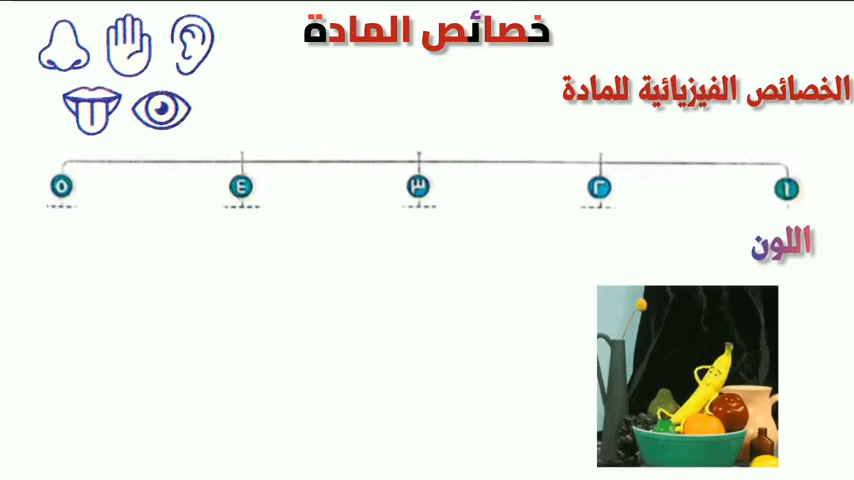 خصائص المادة
الخصائص الفيزيائية للمادة
١ ٢ ٣ ٤ ٥
اللون